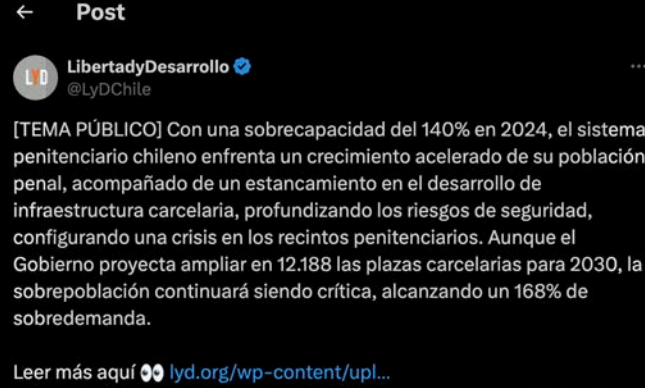 ← Post
LYD
LibertadyDesarrollo
@LyDChile
[TEMA PÚBLICO] Con una sobrecapacidad del 140% en 2024, el sistema
penitenciario chileno enfrenta un crecimiento acelerado de su población
penal, acompañado de un estancamiento en el desarrollo de
infraestructura carcelaria, profundizando los riesgos de seguridad,
configurando una crisis en los recintos penitenciarios. Aunque el
Gobierno proyecta ampliar en 12.188 las plazas carcelarias para 2030, la
sobrepoblación continuará siendo crítica, alcanzando un 168% de
sobredemanda.
Leer más aquí 👀 lyd.org/wp-content/upl...